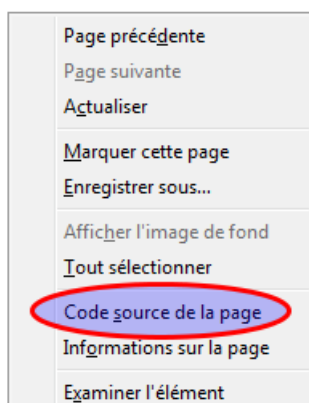 Page précédente
Page suivante
Actualiser
Marquer cette page
Enregistrer sous...
Afficher l'image de fond
Tout sélectionner
Code source de la page
Informations sur la page
Examiner l'élément